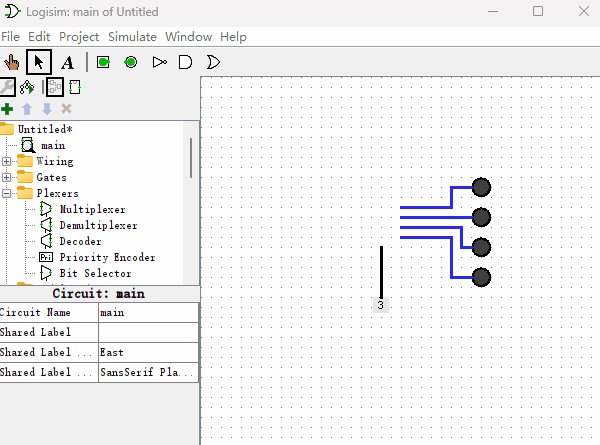 Logisim: main of Untitled
File Edit Project Simulate Window Help
A
Untitled*
main
Wiring
Gates
Plexers
Multiplexer
Demultiplexer
Decoder
Pri Priority Encoder
Bit Selector
Circuit: main
Circuit Name main
Shared Label
Shared Label ... East
Shared Label ... SansSerif Pla...
3